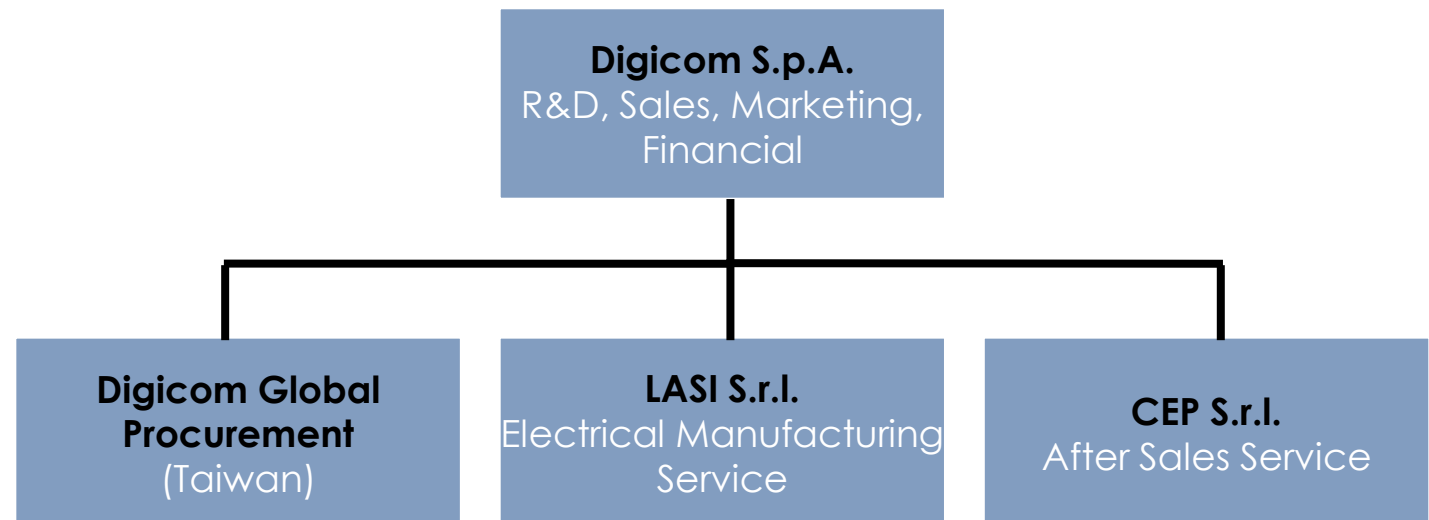 Digicom S.p.A.
R&D, Sales, Marketing,
Financial
Digicom Global
Procurement
(Taiwan)
LASI S.r.l.
Electrical Manufacturing
Service
CEP S.r.l.
After Sales Service